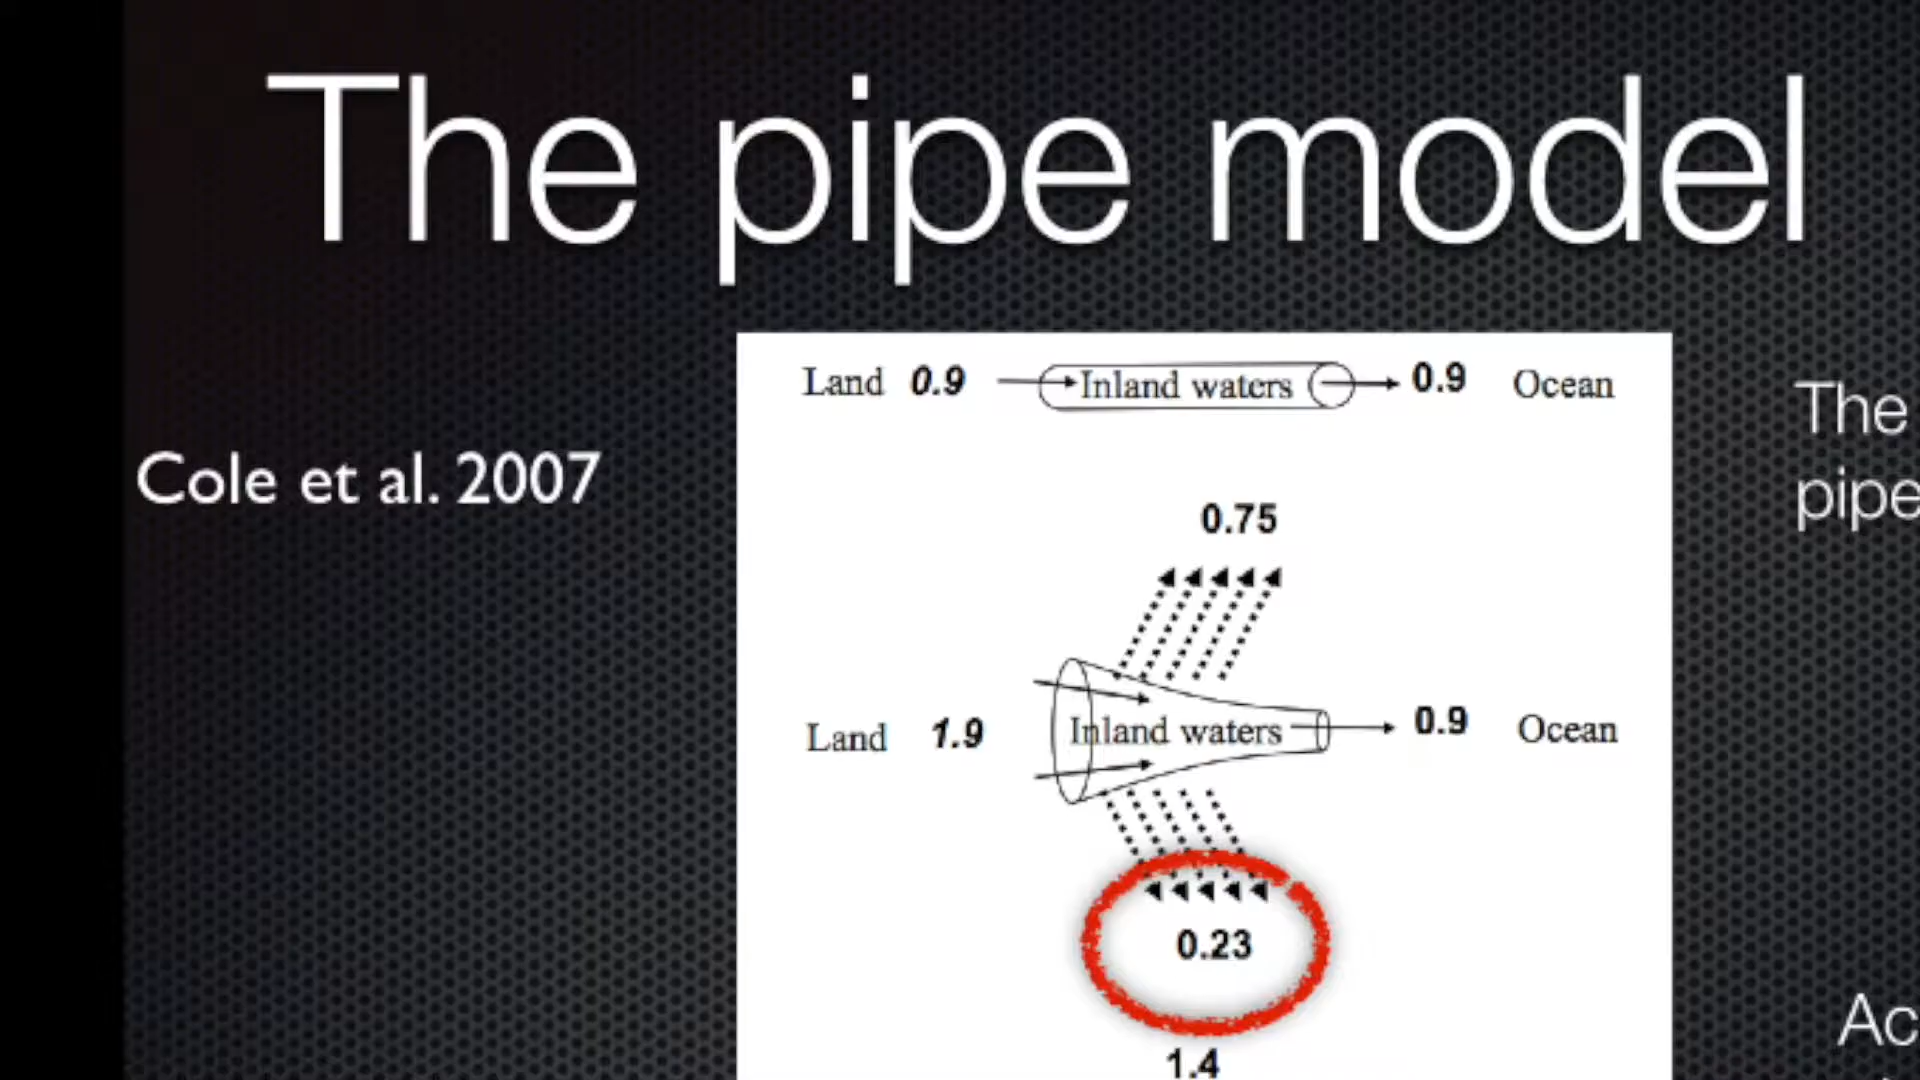 The pipe model
Cole et al. 2007
Land 0.9 Inland waters 0.9 Ocean
0.75
Land 1.9 Inland waters 0.9 Ocean
0.23
1.4
The
pipe
Ac